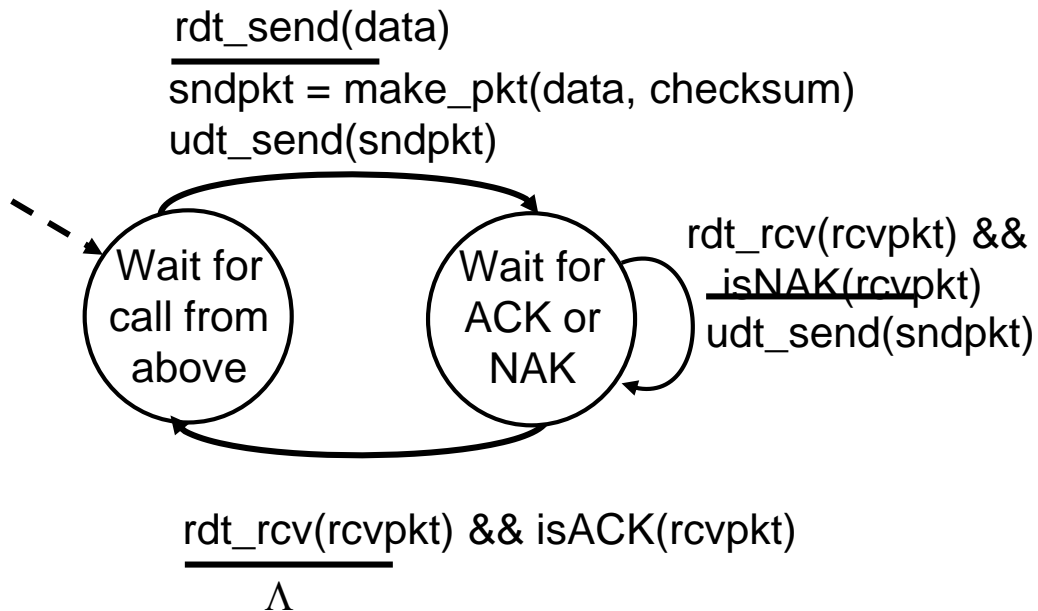 rdt_send(data)
sndpkt = make_pkt(data, checksum)
udt_send(sndpkt)
Wait for
call from
above
Wait for
ACK or
NAK
rdt_rcv(rcvpkt) &&
isNAK(rcvpkt)
udt_send(sndpkt)
rdt_rcv(rcvpkt) && isACK(rcvpkt)
Λ